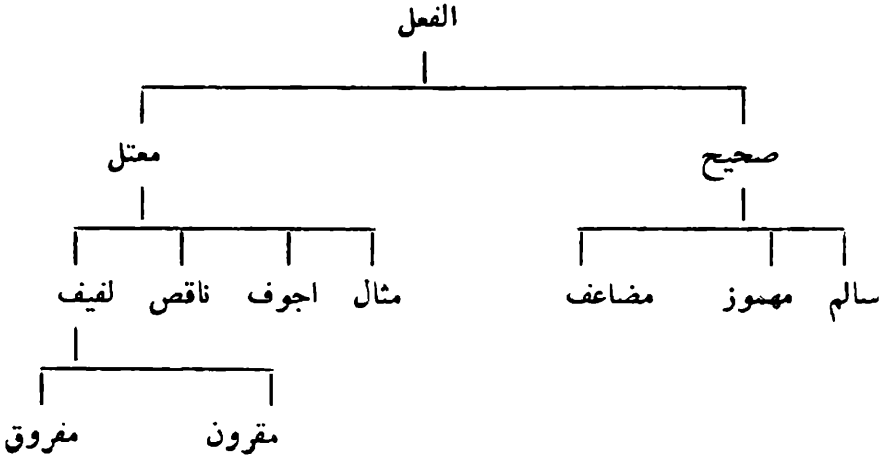 الفعل
صحيح معتل
سالم مهموز مضاعف مثال اجوف ناقص لفيف
مقرون مفروق